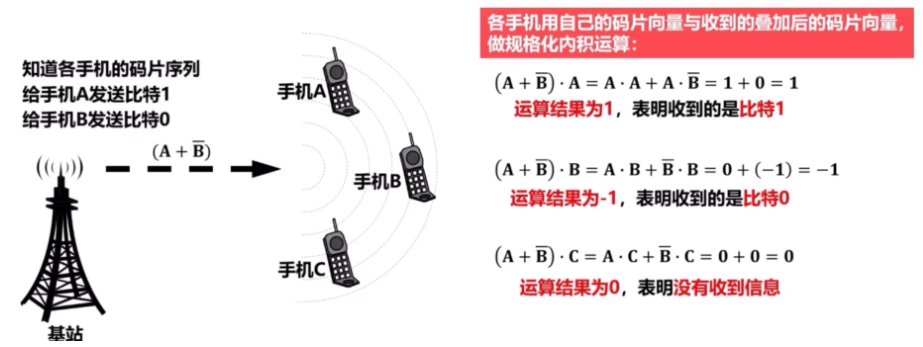 知道各手机的码片序列
给手机A发送比特1
给手机B发送比特0
(A + B̅)
手机A
手机B
手机C
基站
各手机用自己的码片向量与收到的叠加后的码片向量，
做规格化内积运算：
(A + B̅) · A = A · A + A · B̅ = 1 + 0 = 1
运算结果为1，表明收到的是比特1
(A + B̅) · B = A · B + B̅ · B = 0 + (−1) = −1
运算结果为-1，表明收到的是比特0
(A + B̅) · C = A · C + B̅ · C = 0 + 0 = 0
运算结果为0，表明没有收到信息